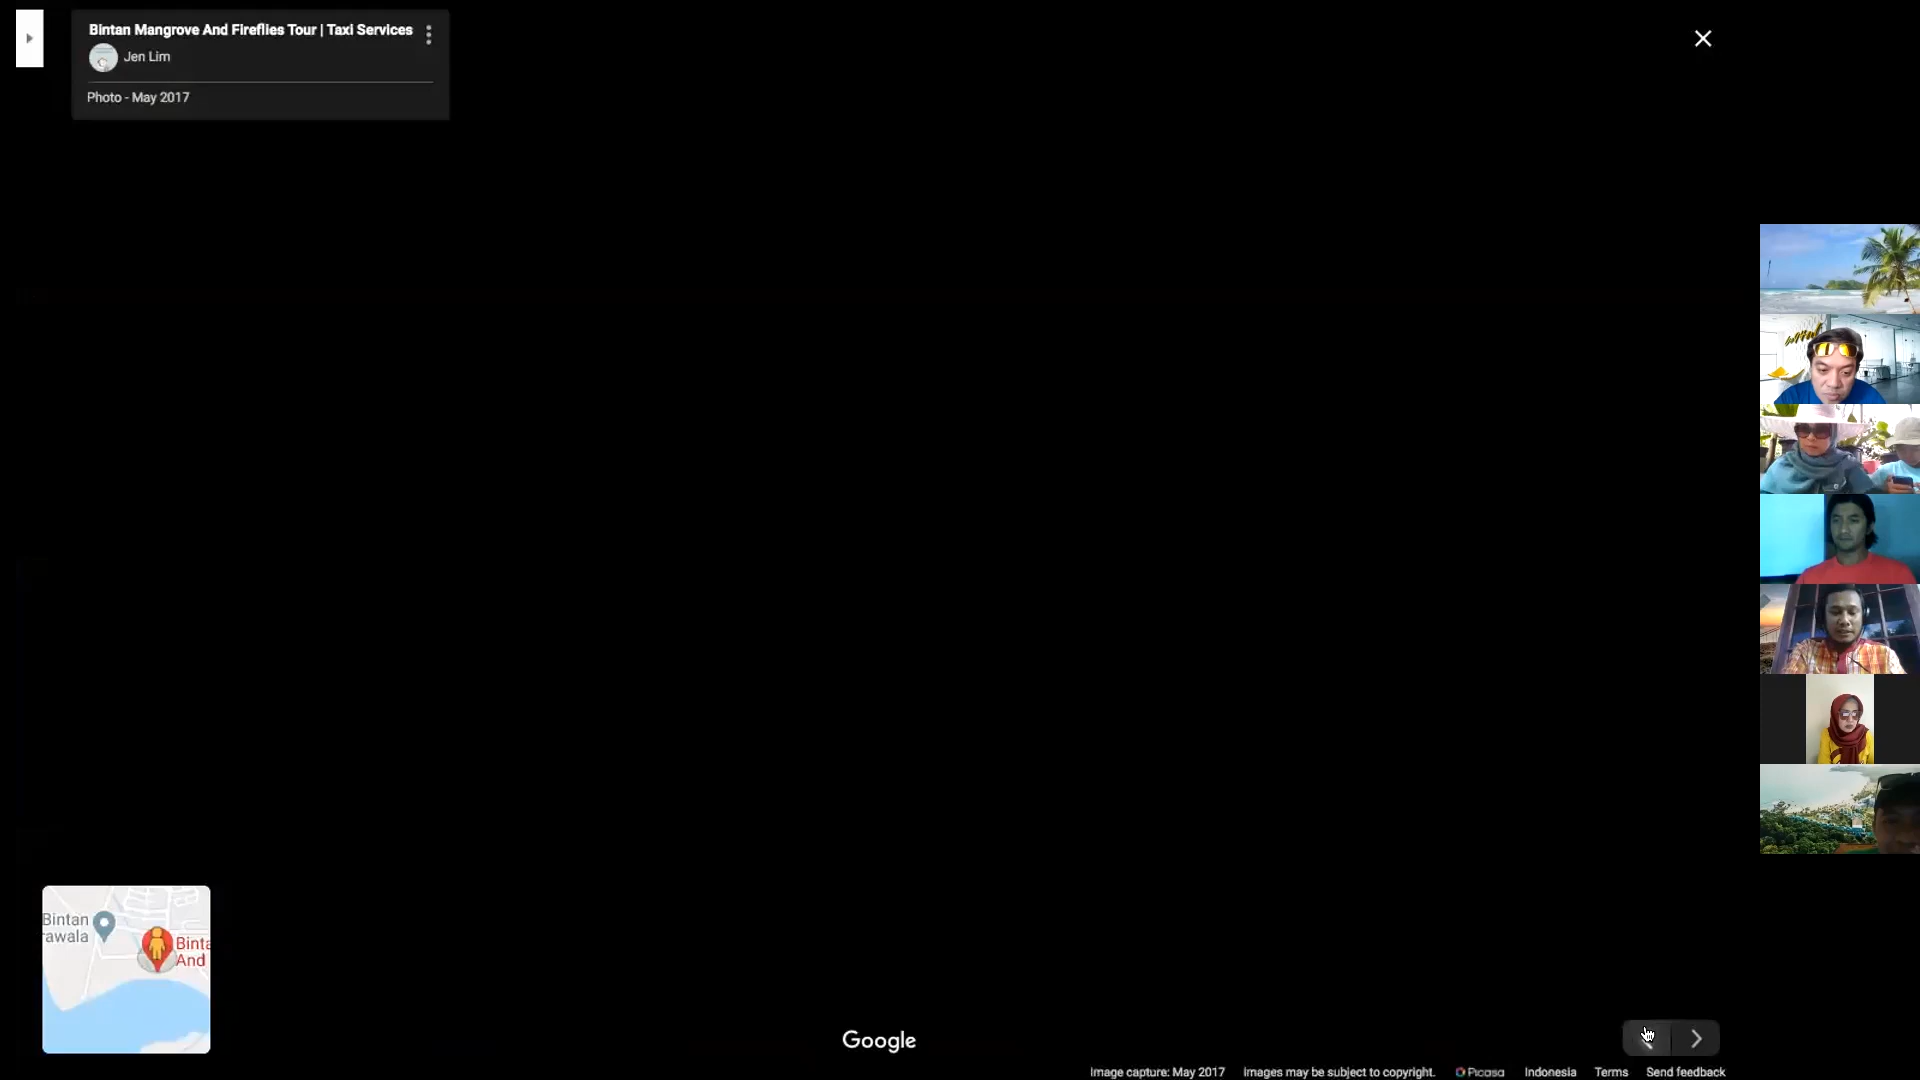 Bintan Mangrove And Fireflies Tour | Taxi Services
Jen Lim
Photo - May 2017
Bintan
rawala
Binta
And
Google
Image capture: May 2017 Images may be subject to copyright. Picasa Indonesia Terms Send feedback